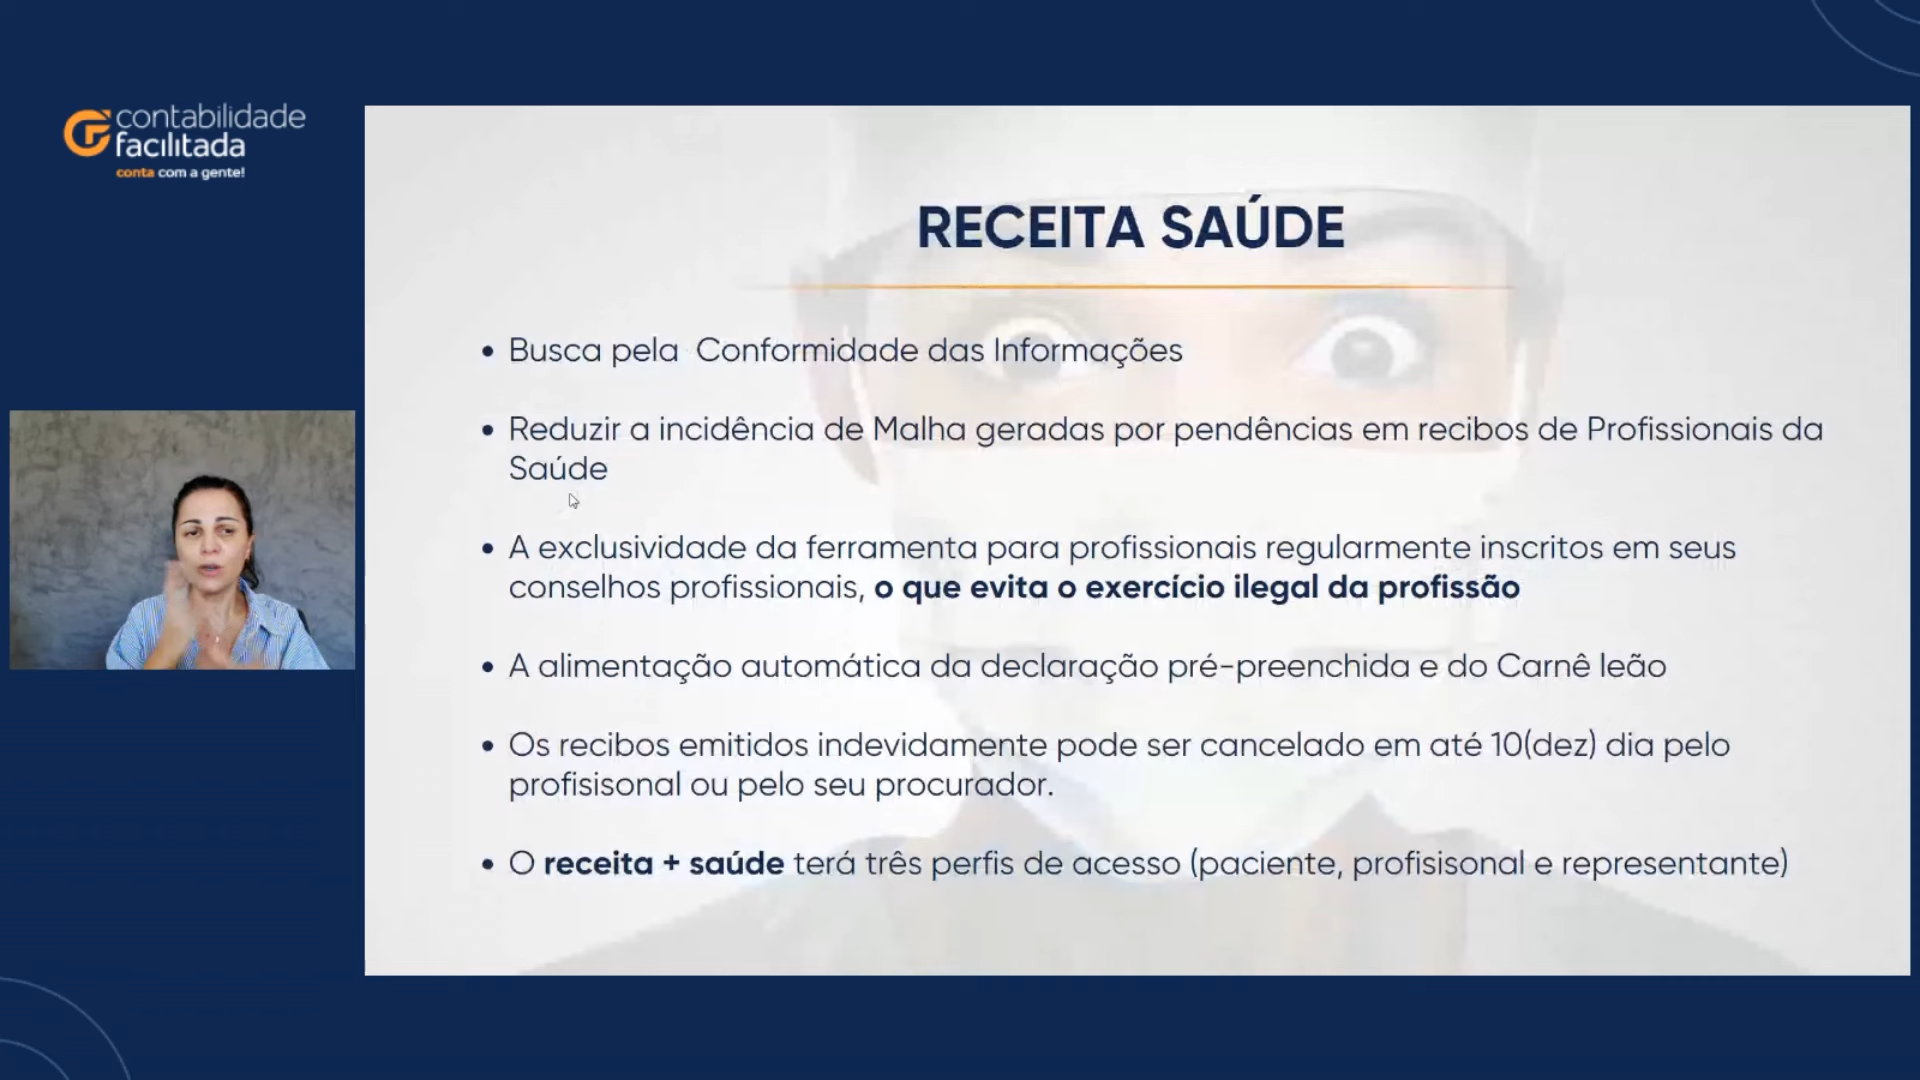 contabilidade
facilitada
conta com a gente!
RECEITA SAÚDE
• Busca pela Conformidade das Informações
• Reduzir a incidência de Malha geradas por pendências em recibos de Profissionais da
Saúde
• A exclusividade da ferramenta para profissionais regularmente inscritos em seus
conselhos profissionais, o que evita o exercício ilegal da profissão
• A alimentação automática da declaração pré-preenchida e do Carnê leão
• Os recibos emitidos indevidamente pode ser cancelado em até 10(dez) dia pelo
profisisonal ou pelo seu procurador.
• O receita + saúde terá três perfis de acesso (paciente, profisisonal e representante)